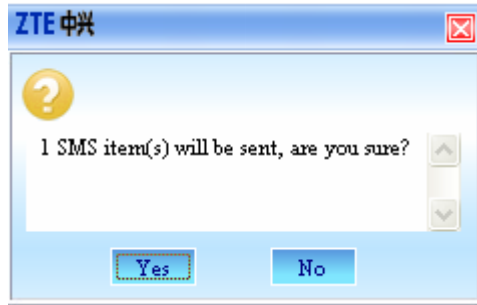 ZTE中兴
1 SMS item(s) will be sent, are you sure?
Yes
No